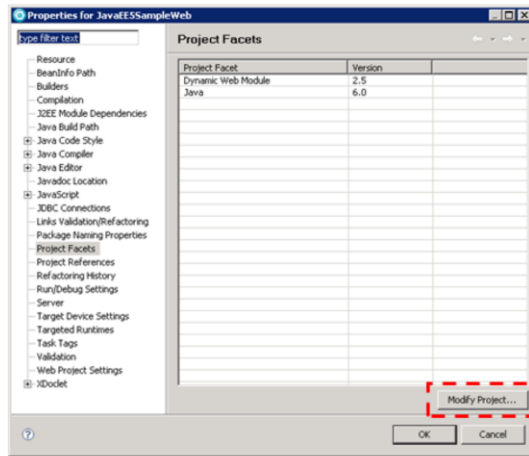 Properties for JavaEE5SampleWeb
type filter text
Project Facets
Resource
BeanInfo Path
Builders
Compilation
J2EE Module Dependencies
Java Build Path
Java Code Style
Java Compiler
Java Editor
Javadoc Location
JavaScript
JDBC Connections
Links Validation/Refactoring
Package Naming Properties
Project Facets
Project References
Refactoring History
Run/Debug Settings
Server
Target Device Settings
Targeted Runtimes
Task Tags
Validation
Web Project Settings
XDoclet
Project Facet Version
Dynamic Web Module 2.5
Java 6.0
Modify Project...
OK Cancel